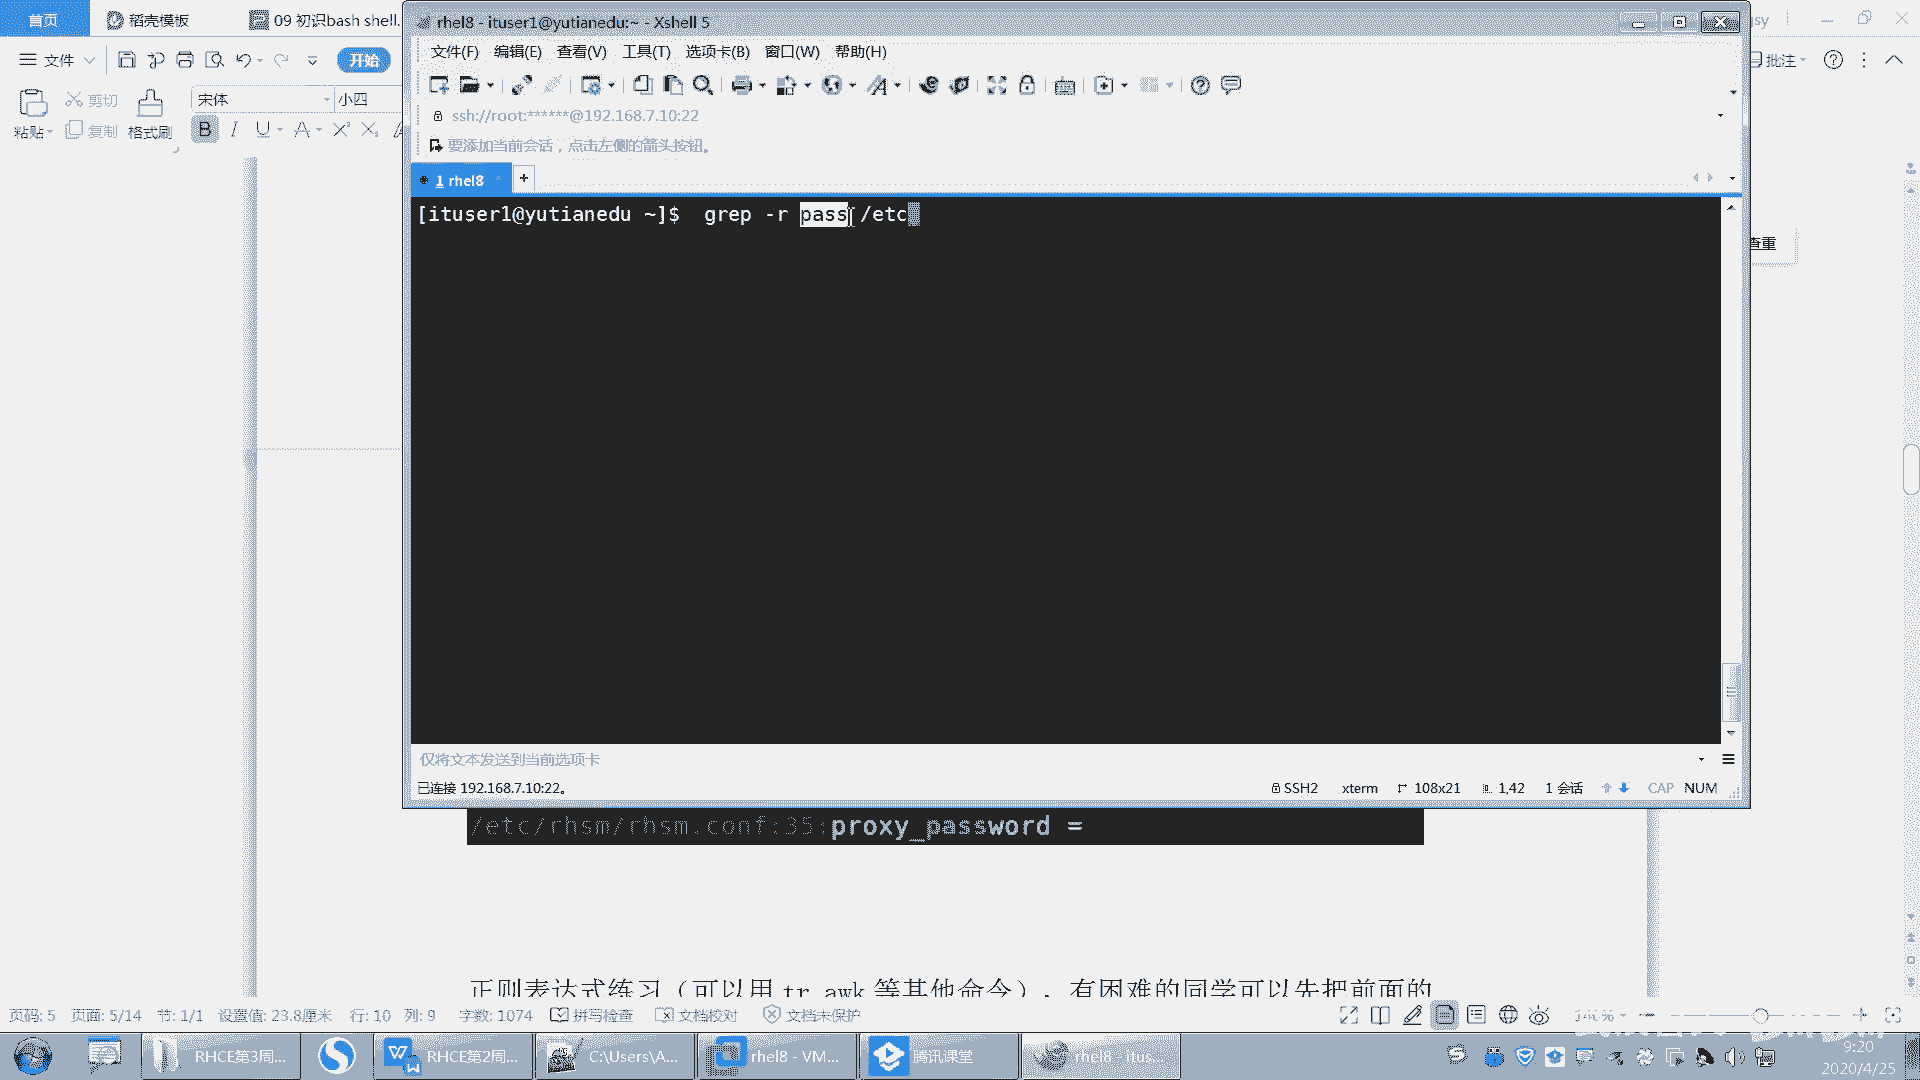 首页 稻壳模板 09 初识bash shell.
rhel8 - ituser1@yutianedu:~ - Xshell 5
文件 开始 批注
文件(F) 编辑(E) 查看(V) 工具(T) 选项卡(B) 窗口(W) 帮助(H)
粘贴 剪切 复制 格式刷 宋体 小四
B I U A X² X₂ A
ssh://root:******@192.168.7.10:22
要添加当前会话，点击左侧的箭头按钮。
1 rhel8 +
[ituser1@yutianedu ~]$  grep -r pass /etc
查重
仅将文本发送到当前选项卡
已连接 192.168.7.10:22。 SSH2 xterm 108x21 1,42 1 会话 CAP NUM
/etc/rhsm/rhsm.conf:35:proxy_password =
正则表达式练习（可以用 tr awk 等其他命令），有困难的同学可以先把前面的
页码: 5 页面: 5/14 节: 1/1 设置值: 23.8厘米 行: 10 列: 9 字数: 1074 拼写检查 文档校对 文档未保护 140%
RHCE第3周... RHCE第2周... C:\Users\A... rhel8 - VM... 腾讯课堂 rhel8 - itus...
9:20
2020/4/25